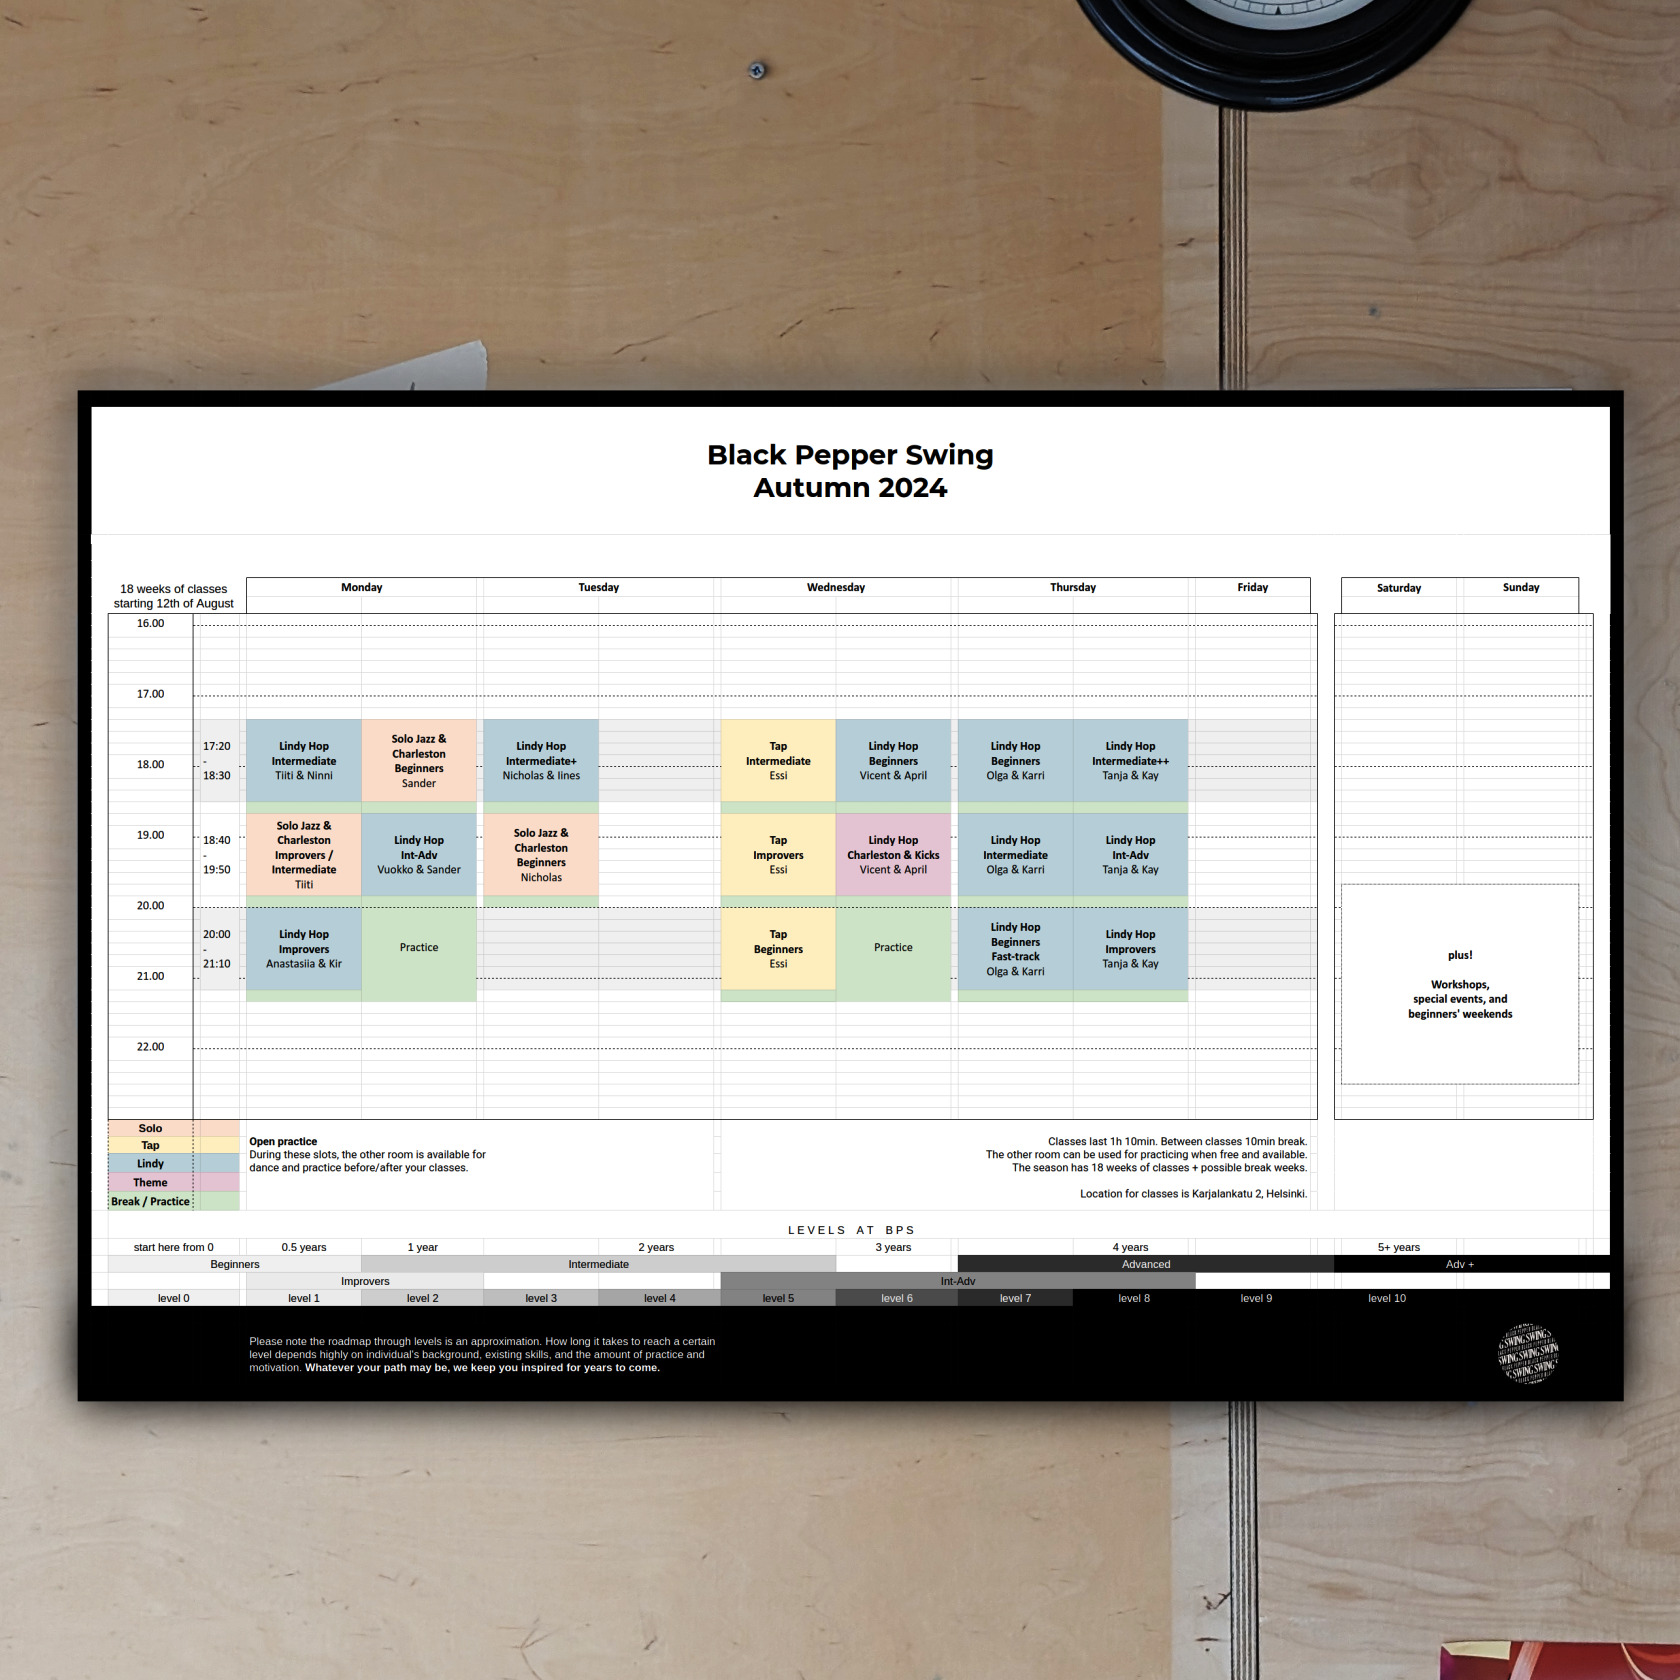 Black Pepper Swing
Autumn 2024
18 weeks of classes
starting 12th of August
Monday
Tuesday
Wednesday
Thursday
Friday
Saturday
Sunday
16.00
17.00
18.00
19.00
20.00
21.00
22.00
17:20
-
18:30
Lindy Hop
Intermediate
Tiiti & Ninni
Solo Jazz &
Charleston
Beginners
Sander
Lindy Hop
Intermediate+
Nicholas & Iines
Tap
Intermediate
Essi
Lindy Hop
Beginners
Vicent & April
Lindy Hop
Beginners
Olga & Karri
Lindy Hop
Intermediate++
Tanja & Kay
18:40
-
19:50
Solo Jazz &
Charleston
Improvers /
Intermediate
Tiiti
Lindy Hop
Int-Adv
Vuokko & Sander
Solo Jazz &
Charleston
Beginners
Nicholas
Tap
Improvers
Essi
Lindy Hop
Charleston & Kicks
Vicent & April
Lindy Hop
Intermediate
Olga & Karri
Lindy Hop
Int-Adv
Tanja & Kay
20:00
-
21:10
Lindy Hop
Improvers
Anastasiia & Kir
Practice
Tap
Beginners
Essi
Practice
Lindy Hop
Beginners
Fast-track
Olga & Karri
Lindy Hop
Improvers
Tanja & Kay
plus!
Workshops,
special events, and
beginners' weekends
Solo
Tap
Lindy
Theme
Break / Practice
Open practice
During these slots, the other room is available for
dance and practice before/after your classes.
Classes last 1h 10min. Between classes 10min break.
The other room can be used for practicing when free and available.
The season has 18 weeks of classes + possible break weeks.
Location for classes is Karjalankatu 2, Helsinki.
LEVELS AT BPS
start here from 0
0.5 years
1 year
2 years
3 years
4 years
5+ years
Beginners
Intermediate
Advanced
Adv +
Improvers
Int-Adv
level 0
level 1
level 2
level 3
level 4
level 5
level 6
level 7
level 8
level 9
level 10
Please note the roadmap through levels is an approximation. How long it takes to reach a certain
level depends highly on individual's background, existing skills, and the amount of practice and
motivation. Whatever your path may be, we keep you inspired for years to come.
SWING SWING
SWING SWING SWING
SWING SWING